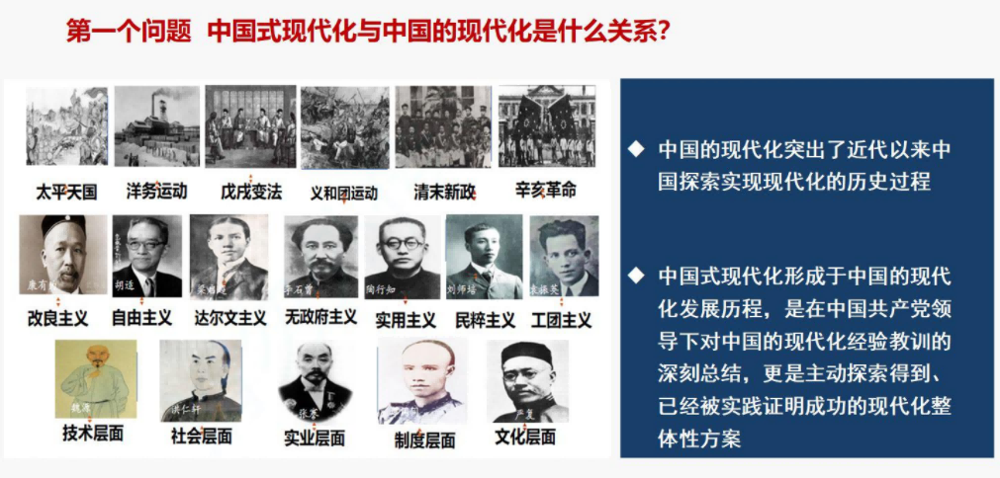 第一个问题 中国式现代化与中国的现代化是什么关系？
太平天国 洋务运动 戊戌变法 义和团运动 清末新政 辛亥革命
康有 胡适 李石曾 陶行知 刘师培 袁振英
改良主义 自由主义 达尔文主义 无政府主义 实用主义 民粹主义 工团主义
魏源 洪仁轩 张謇 严复
技术层面 社会层面 实业层面 制度层面 文化层面
◆ 中国的现代化突出了近代以来中
国探索实现现代化的历史过程
◆ 中国式现代化形成于中国的现代
化发展历程，是在中国共产党领
导下对中国的现代化经验教训的
深刻总结，更是主动探索得到、
已经被实践证明成功的现代化整
体性方案